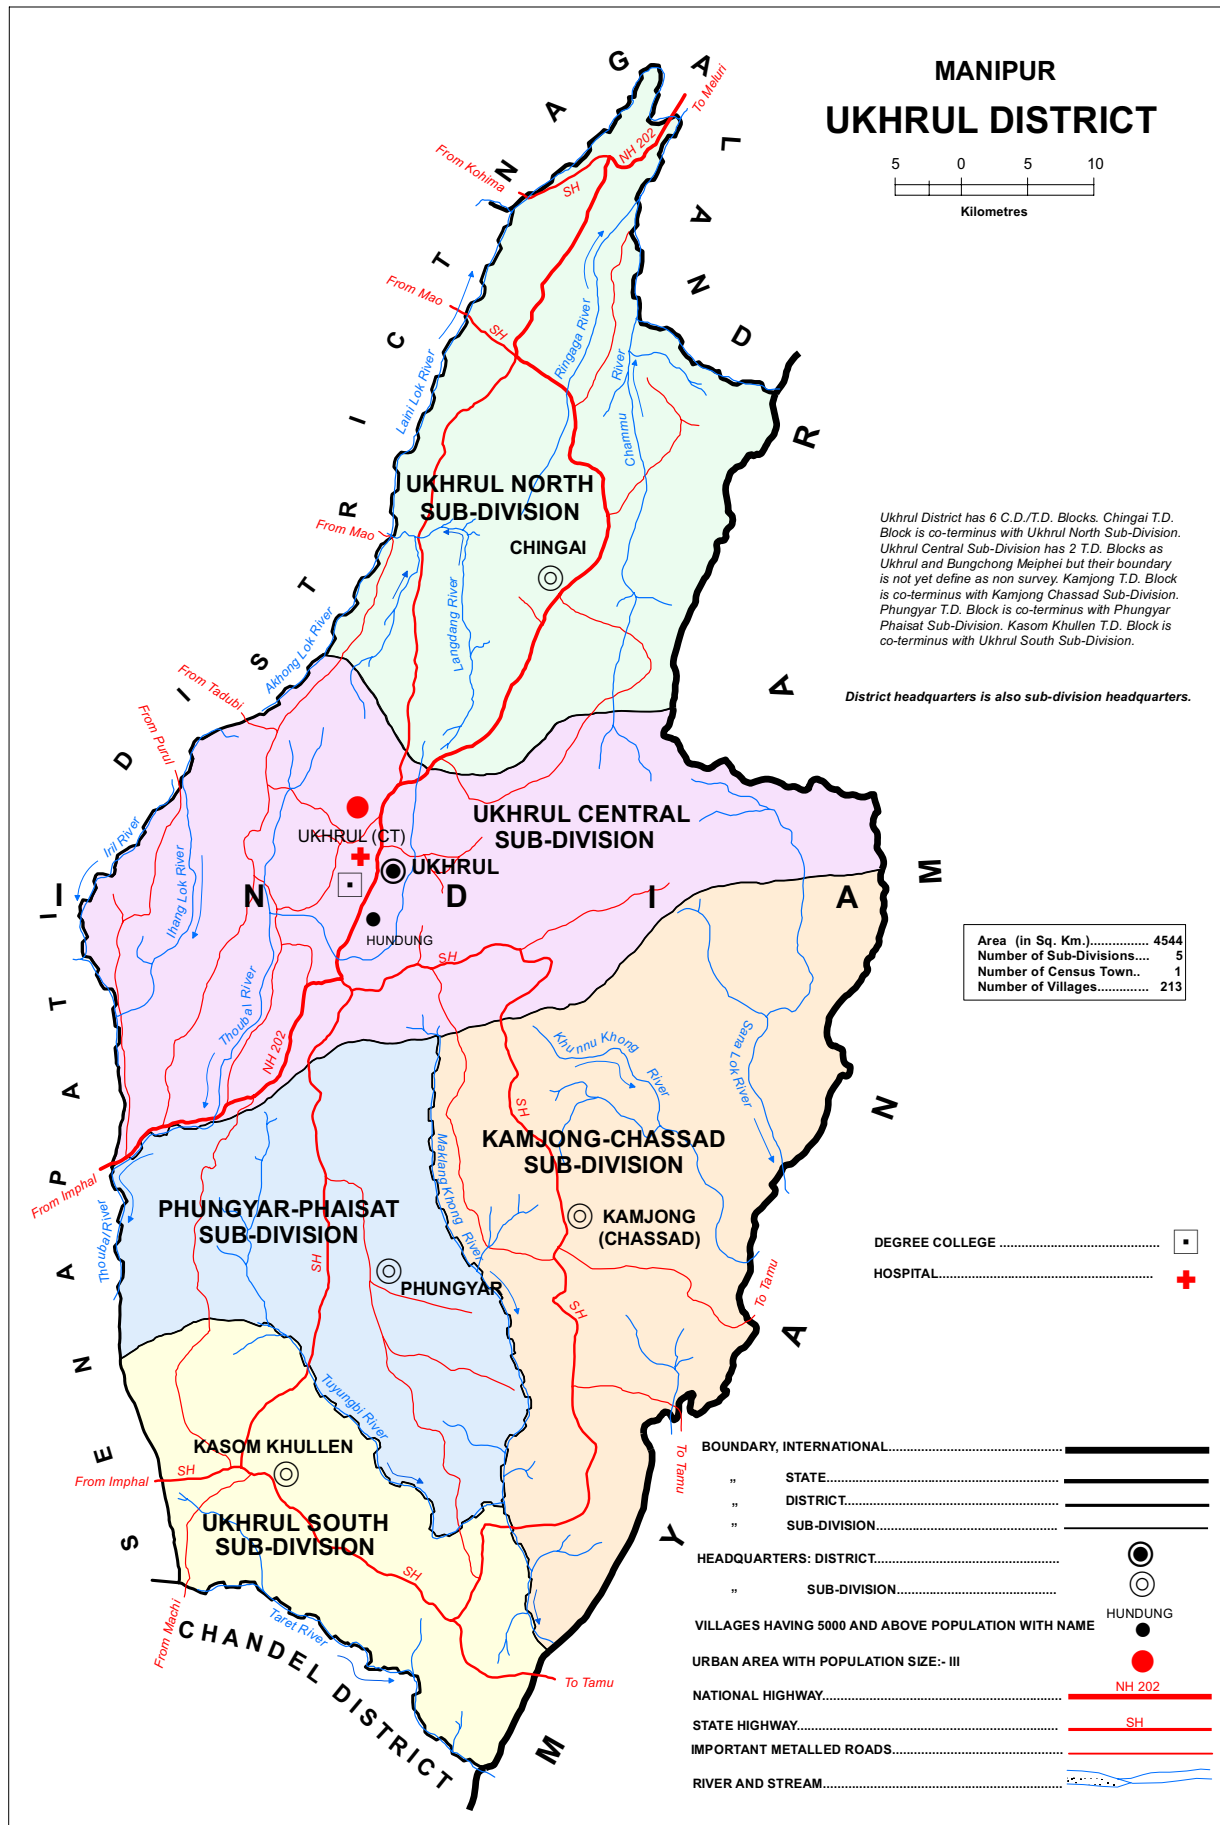 MANIPUR
UKHRUL DISTRICT
5 0 5 10
Kilometres
NAGALAND
To Meluri
NH 202
From Kohima
SH
From Mao
SH
Laini Lok River
Ringaga River
River
Chammu
UKHRUL NORTH
SUB-DIVISION
CHINGAI
From Mao
Langdang River
Akhong Lok River
From Tadubi
From Purul
Ukhrul District has 6 C.D./T.D. Blocks. Chingai T.D.
Block is co-terminus with Ukhrul North Sub-Division.
Ukhrul Central Sub-Division has 2 T.D. Blocks as
Ukhrul and Bungchong Meiphei but their boundary
is not yet define as non survey. Kamjong T.D. Block
is co-terminus with Kamjong Chassad Sub-Division.
Phungyar T.D. Block is co-terminus with Phungyar
Phaisat Sub-Division. Kasom Khullen T.D. Block is
co-terminus with Ukhrul South Sub-Division.
District headquarters is also sub-division headquarters.
UKHRUL CENTRAL
SUB-DIVISION
UKHRUL (CT)
UKHRUL
HUNDUNG
INDIA
Iril River
Ihang Lok River
Thoubal River
NH 202
SH
SENAPATI DISTRICT
MYANMAR
Area (in Sq. Km.)............... 4544
Number of Sub-Divisions.... 5
Number of Census Town.. 1
Number of Villages.............. 213
Khunnu Khong
River
Sana Lok River
SH
KAMJONG-CHASSAD
SUB-DIVISION
KAMJONG
(CHASSAD)
Maklang Khong River
From Imphal
Thoubal River
PHUNGYAR-PHAISAT
SUB-DIVISION
SH
PHUNGYAR
SH
To Tamu
To Tamu
Tuyungbi River
KASOM KHULLEN
From Imphal
SH
UKHRUL SOUTH
SUB-DIVISION
SH
From Machi
Taret River
To Tamu
CHANDEL DISTRICT
DEGREE COLLEGE ........................................
HOSPITAL.....................................................
BOUNDARY, INTERNATIONAL...........................................
„ STATE..........................................................
„ DISTRICT.....................................................
„ SUB-DIVISION.............................................
HEADQUARTERS: DISTRICT..............................................
„ SUB-DIVISION........................................
HUNDUNG
VILLAGES HAVING 5000 AND ABOVE POPULATION WITH NAME
URBAN AREA WITH POPULATION SIZE:- III
NATIONAL HIGHWAY............................................................ NH 202
STATE HIGHWAY................................................................. SH
IMPORTANT METALLED ROADS...........................................
RIVER AND STREAM............................................................